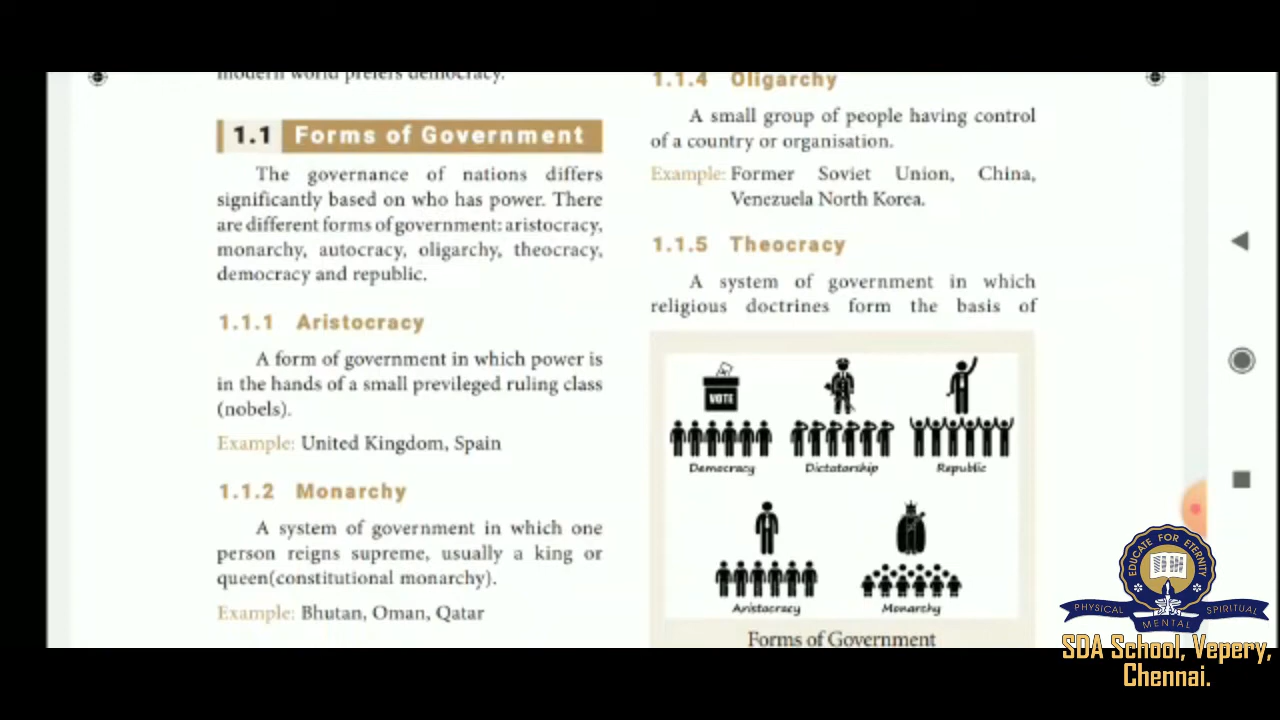 modern world prefers democracy.
1.1 Forms of Government
The governance of nations differs
significantly based on who has power. There
are different forms of government: aristocracy,
monarchy, autocracy, oligarchy, theocracy,
democracy and republic.
1.1.1 Aristocracy
A form of government in which power is
in the hands of a small previleged ruling class
(nobels).
Example: United Kingdom, Spain
1.1.2 Monarchy
A system of government in which one
person reigns supreme, usually a king or
queen(constitutional monarchy).
Example: Bhutan, Oman, Qatar
1.1.4 Oligarchy
A small group of people having control
of a country or organisation.
Example: Former Soviet Union, China,
Venezuela North Korea.
1.1.5 Theocracy
A system of government in which
religious doctrines form the basis of
VOTE
Democracy
Dictatorship
Republic
Aristocracy
Monarchy
Forms of Government
EDUCATE FOR ETERNITY
PHYSICAL
MENTAL
SPIRITUAL
SDA School, Vepery,
Chennai.